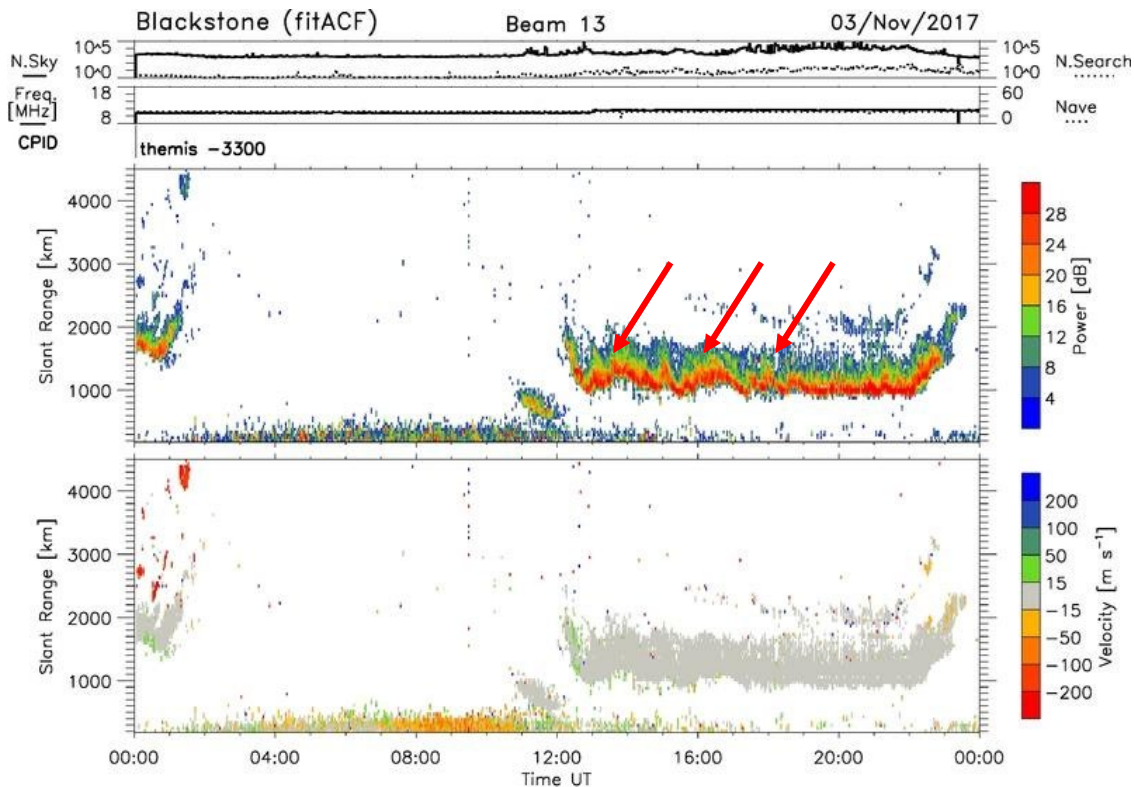 Blackstone (fitACF) Beam 13 03/Nov/2017
N.Sky 10^5 10^5 N.Search
10^0 10^0
Freq. [MHz] 18 60 Nave
8 0
CPID
themis -3300
Slant Range [km]
4000
3000
2000
1000
Power [dB]
28
24
20
16
12
8
4
Slant Range [km]
4000
3000
2000
1000
Velocity [m s⁻¹]
200
100
50
15
-15
-50
-100
-200
00:00 04:00 08:00 12:00 16:00 20:00 00:00
Time UT